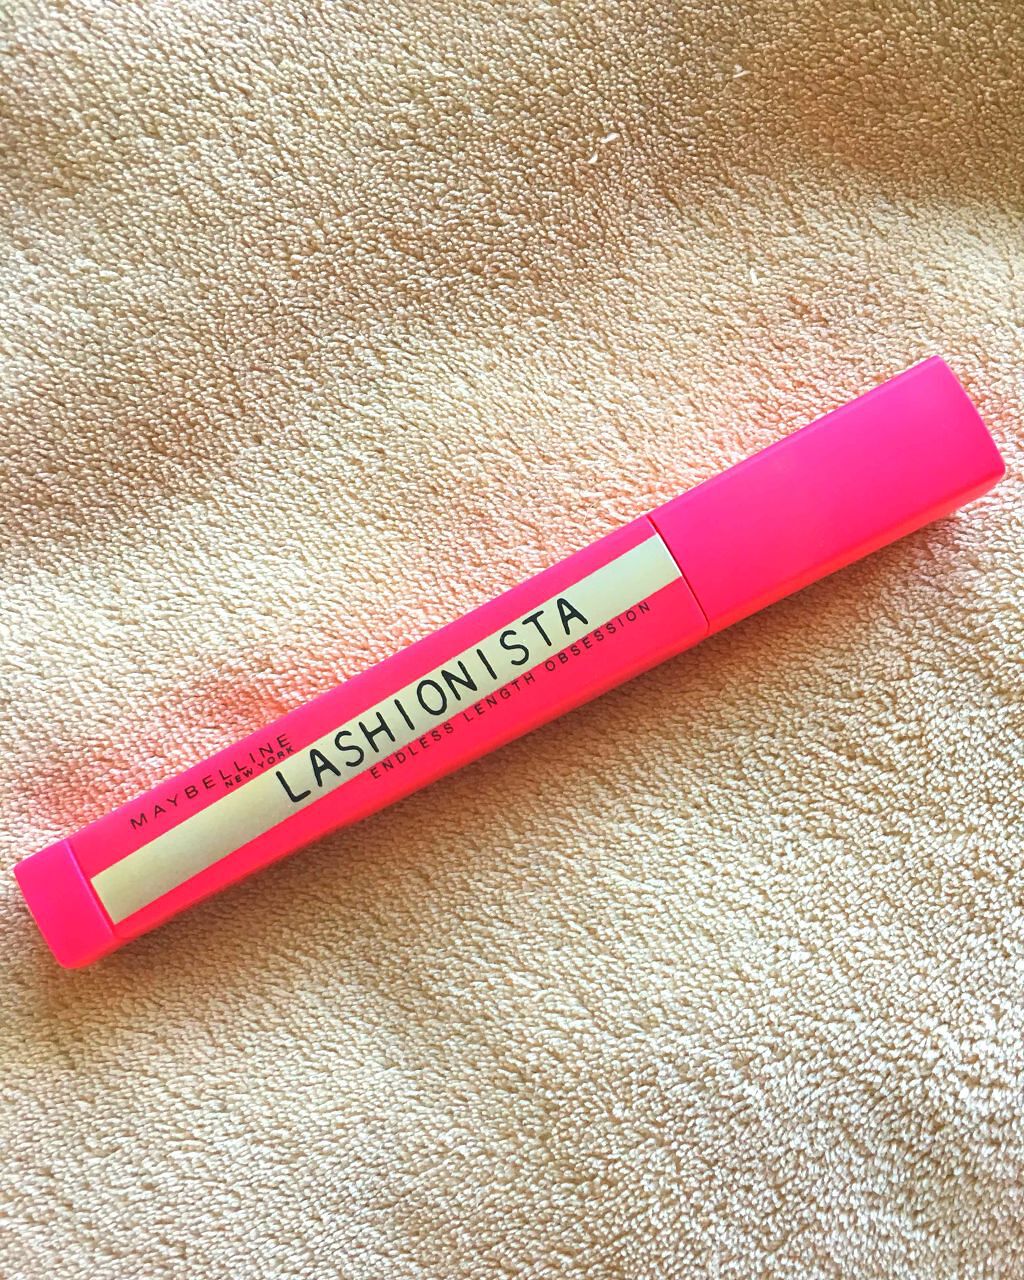 MAYBELLINE
NEW YORK
LASHIONISTA
ENDLESS LENGTH OBSESSION